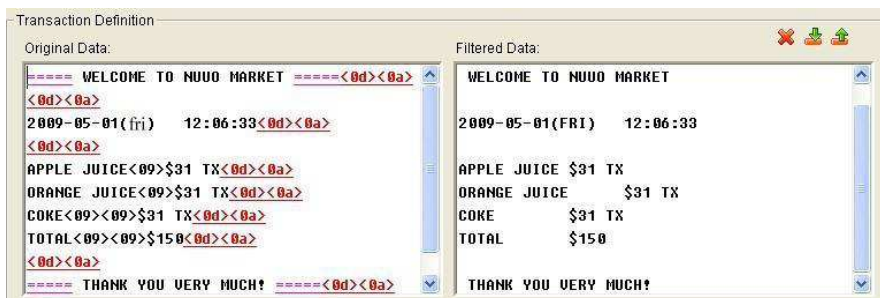 Transaction Definition
Original Data:
===== WELCOME TO NUUO MARKET =====<0d><0a>
<0d><0a>
2009-05-01(fri)   12:06:33<0d><0a>
<0d><0a>
APPLE JUICE<09>$31 TX<0d><0a>
ORANGE JUICE<09>$31 TX<0d><0a>
COKE<09><09>$31 TX<0d><0a>
TOTAL<09><09>$150<0d><0a>
<0d><0a>
===== THANK YOU VERY MUCH! =====<0d><0a>
Filtered Data:
WELCOME TO NUUO MARKET
2009-05-01(FRI)   12:06:33
APPLE JUICE $31 TX
ORANGE JUICE      $31 TX
COKE         $31 TX
TOTAL        $150
THANK YOU VERY MUCH!